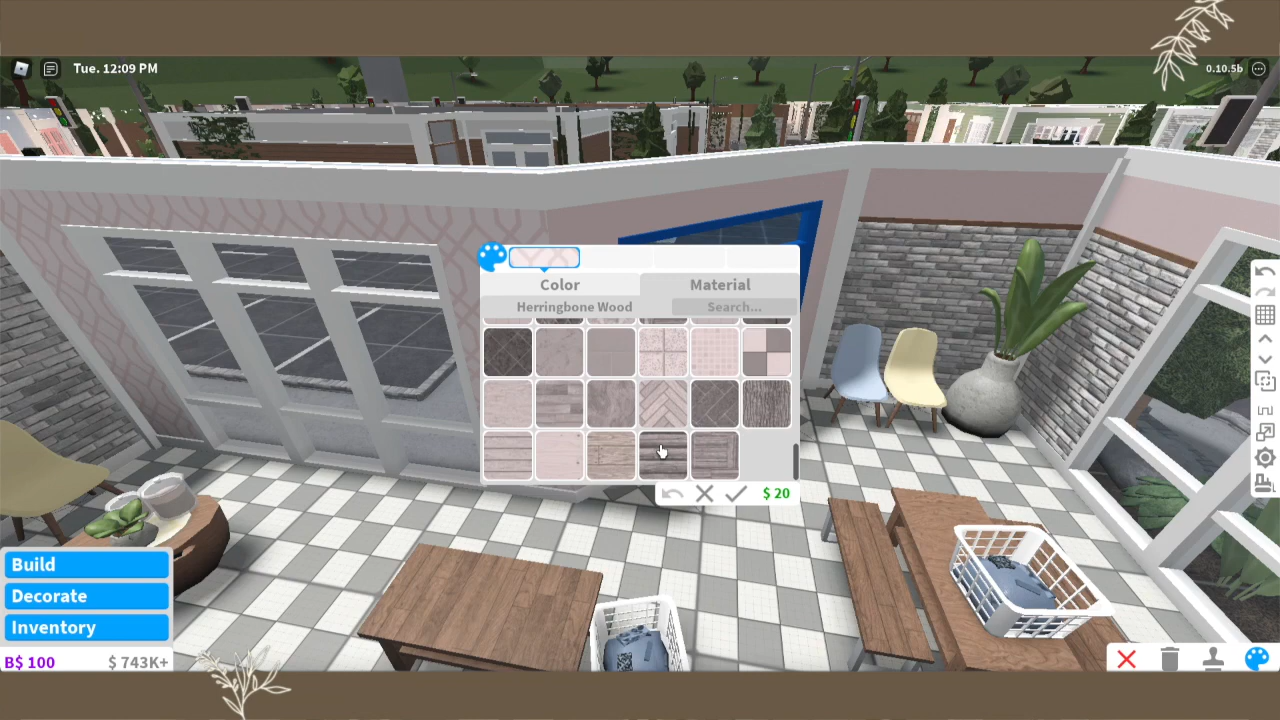 Tue. 12:09 PM
0.10.5b
Color
Material
Herringbone Wood
Search...
$ 20
Build
Decorate
Inventory
B$ 100
$ 743K+